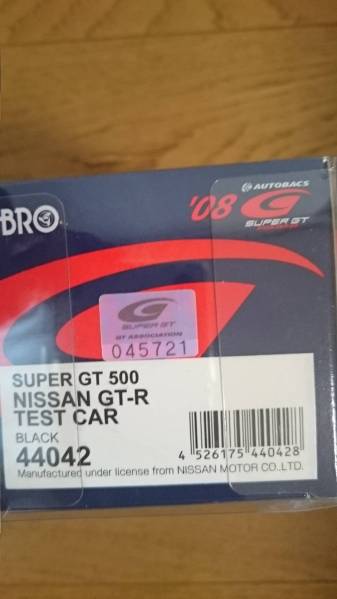 BRO
'08
AUTOBACS
SUPER GT
SUPER GT
GT ASSOCIATION
045721
SUPER GT 500
NISSAN GT-R
TEST CAR
BLACK
44042
4 526175 440428
Manufactured under license from NISSAN MOTOR CO.,LTD.